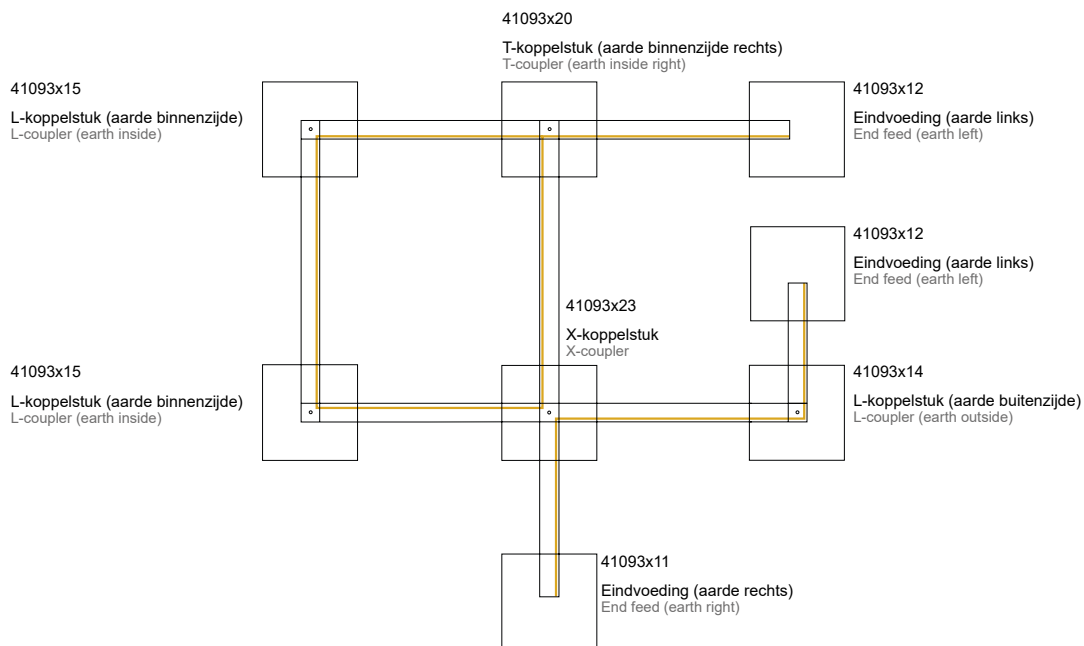 41093x20
T-koppelstuk (aarde binnenzijde rechts)
T-coupler (earth inside right)
41093x15
L-koppelstuk (aarde binnenzijde)
L-coupler (earth inside)
41093x12
Eindvoeding (aarde links)
End feed (earth left)
41093x12
Eindvoeding (aarde links)
End feed (earth left)
41093x23
X-koppelstuk
X-coupler
41093x15
L-koppelstuk (aarde binnenzijde)
L-coupler (earth inside)
41093x14
L-koppelstuk (aarde buitenzijde)
L-coupler (earth outside)
41093x11
Eindvoeding (aarde rechts)
End feed (earth right)